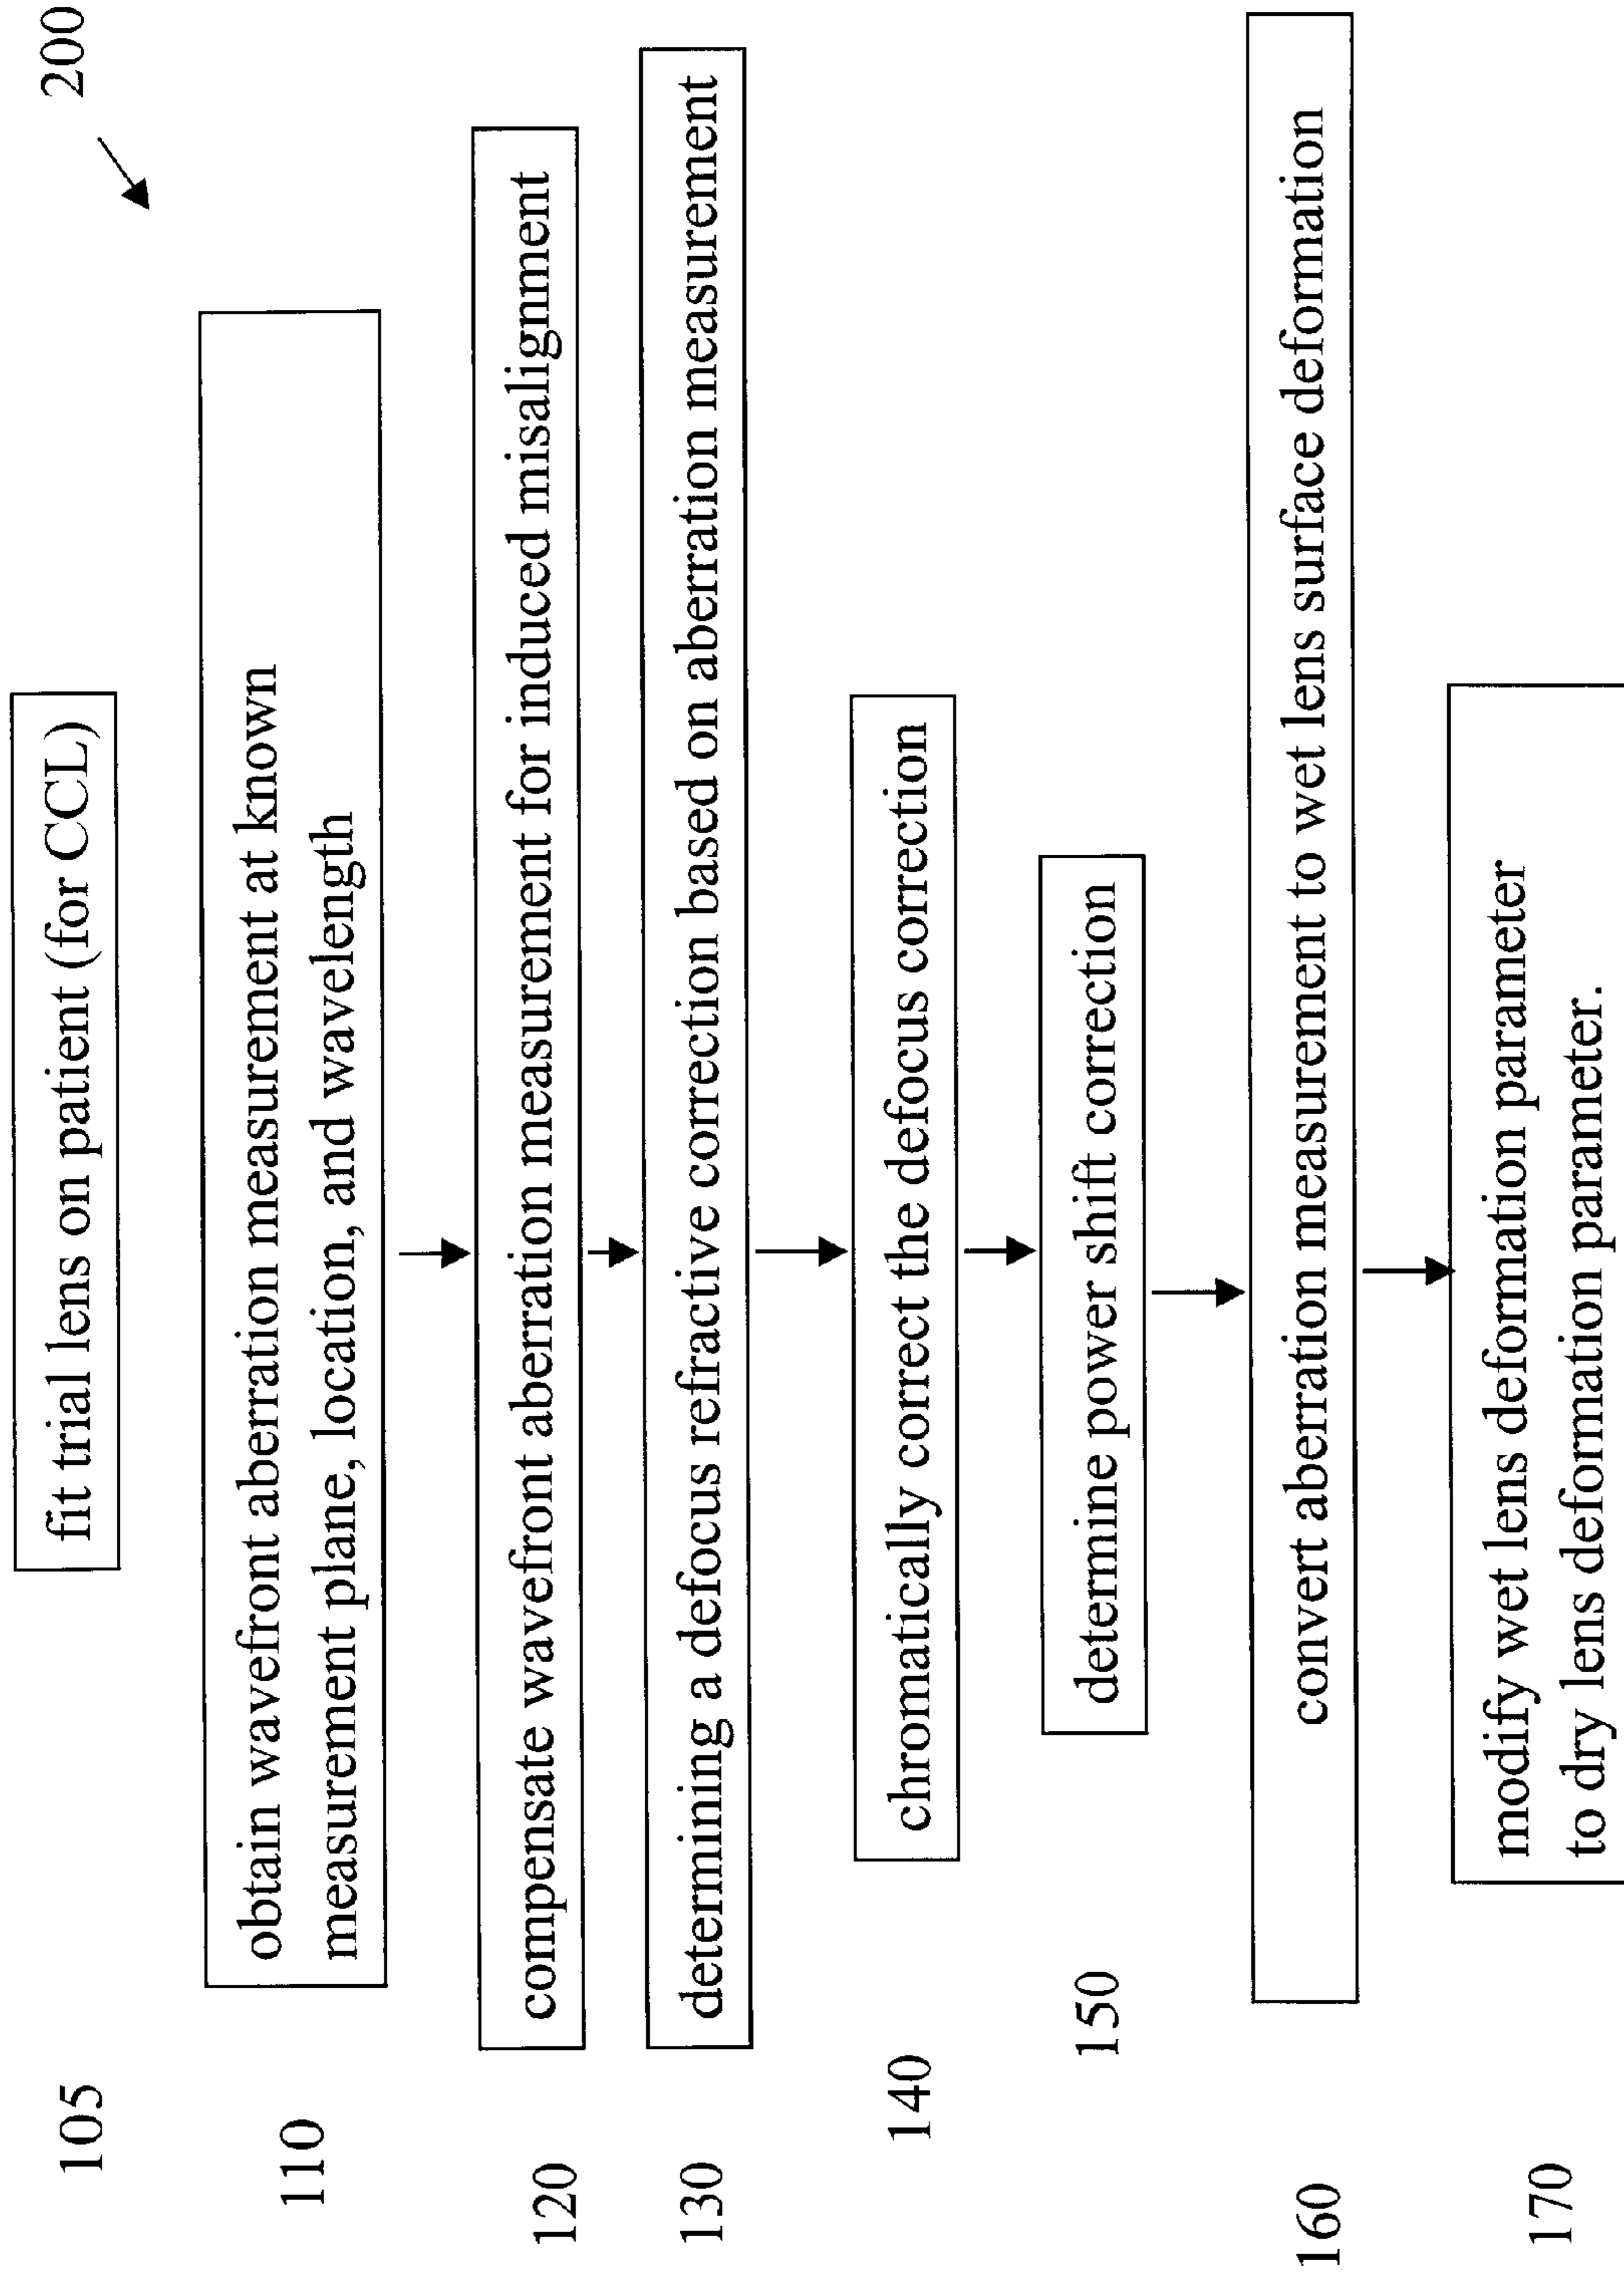 200
105
fit trial lens on patient (for CCL)
110
obtain wavefront aberration measurement at known
measurement plane, location, and wavelength
120
compensate wavefront aberration measurement for induced misalignment
130
determining a defocus refractive correction based on aberration measurement
140
chromatically correct the defocus correction
150
determine power shift correction
160
convert aberration measurement to wet lens surface deformation
170
modify wet lens deformation parameter
to dry lens deformation parameter.